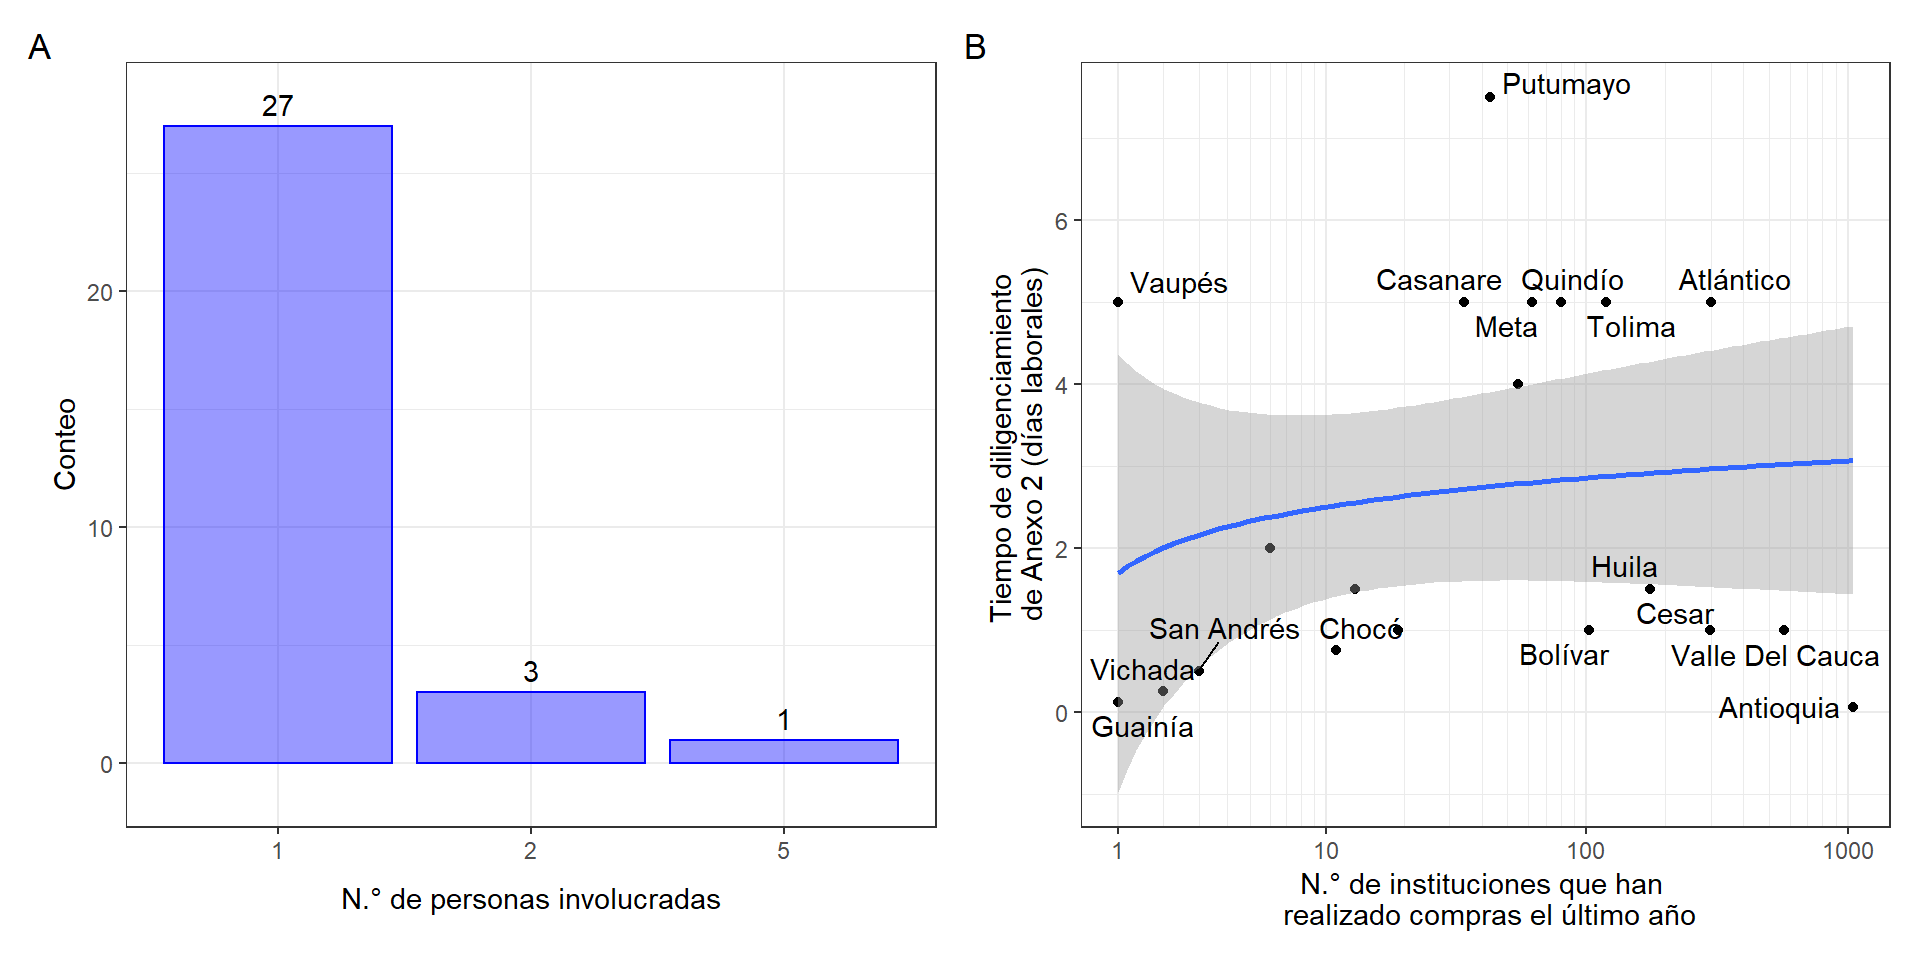 A
27
3
1
Conteo
20
10
0
1
2
5
N.° de personas involucradas
B
Putumayo
Vaupés
Casanare
Quindío
Atlántico
Meta
Tolima
Huila
Cesar
San Andrés
Chocó
Bolívar
Valle Del Cauca
Vichada
Antioquia
Guainía
Tiempo de diligenciamiento
de Anexo 2 (días laborales)
6
4
2
0
1
10
100
1000
N.° de instituciones que han
realizado compras el último año